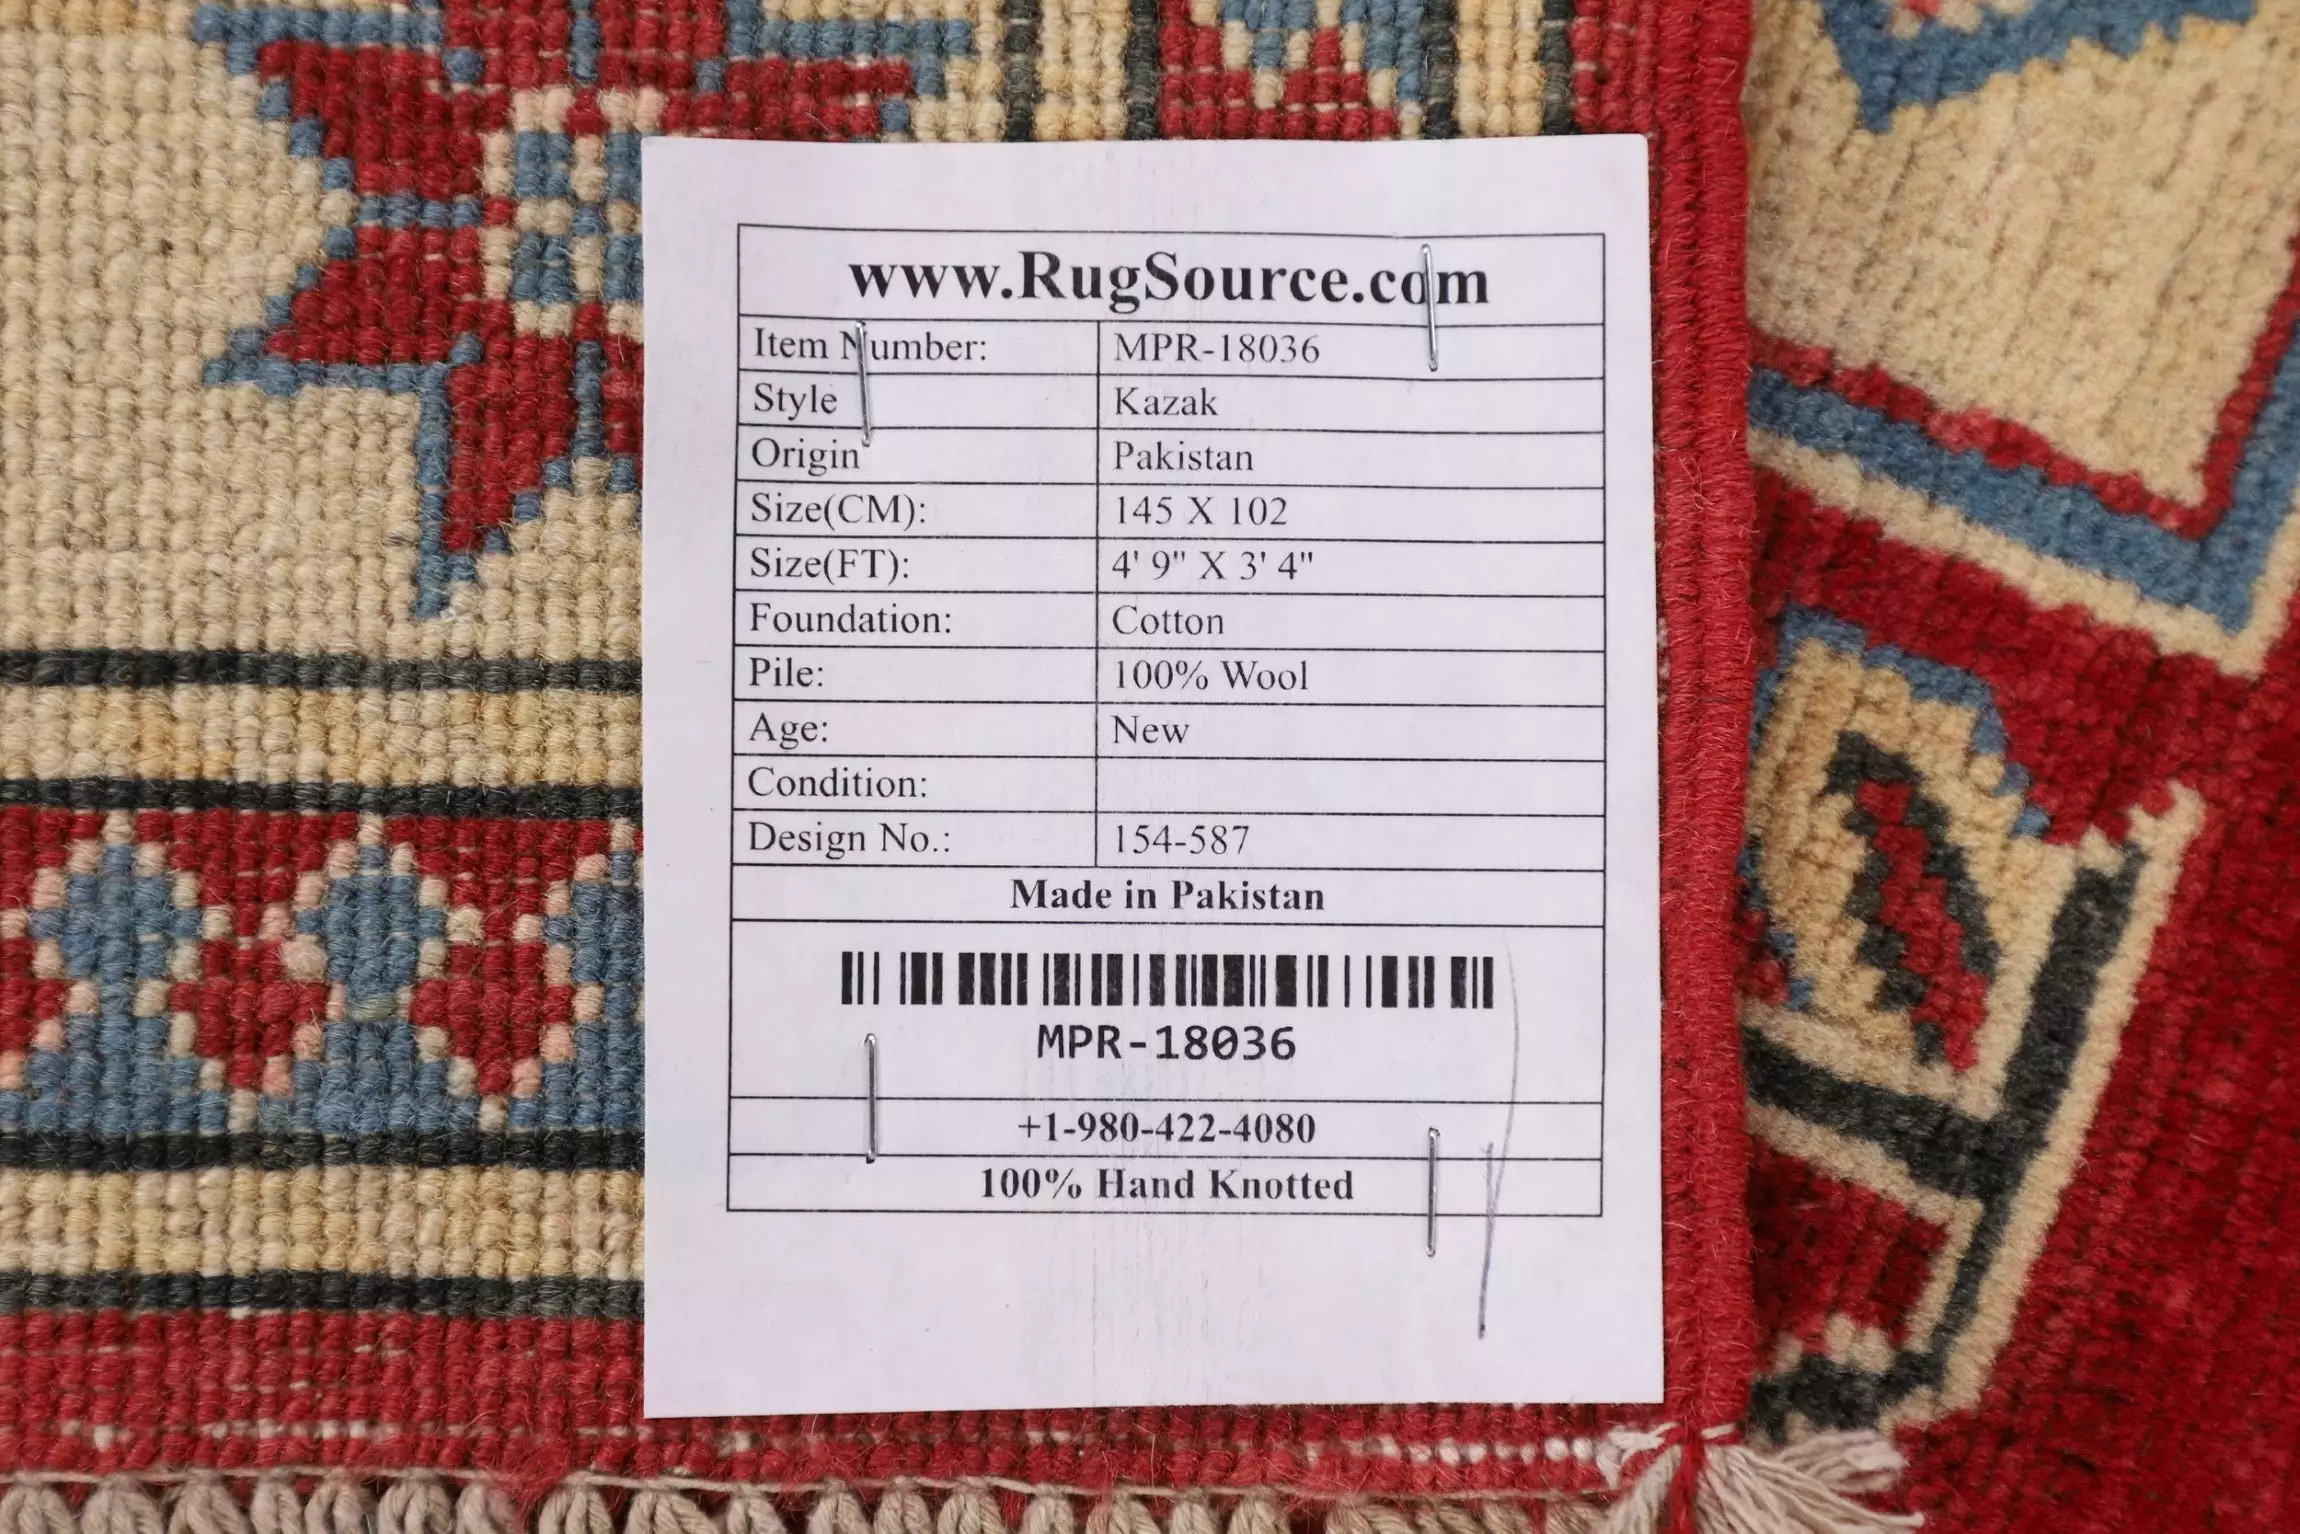 www.RugSource.com
Item Number: MPR-18036
Style Kazak
Origin Pakistan
Size(CM): 145 X 102
Size(FT): 4' 9" X 3' 4"
Foundation: Cotton
Pile: 100% Wool
Age: New
Condition:
Design No.: 154-587
Made in Pakistan
MPR-18036
+1-980-422-4080
100% Hand Knotted